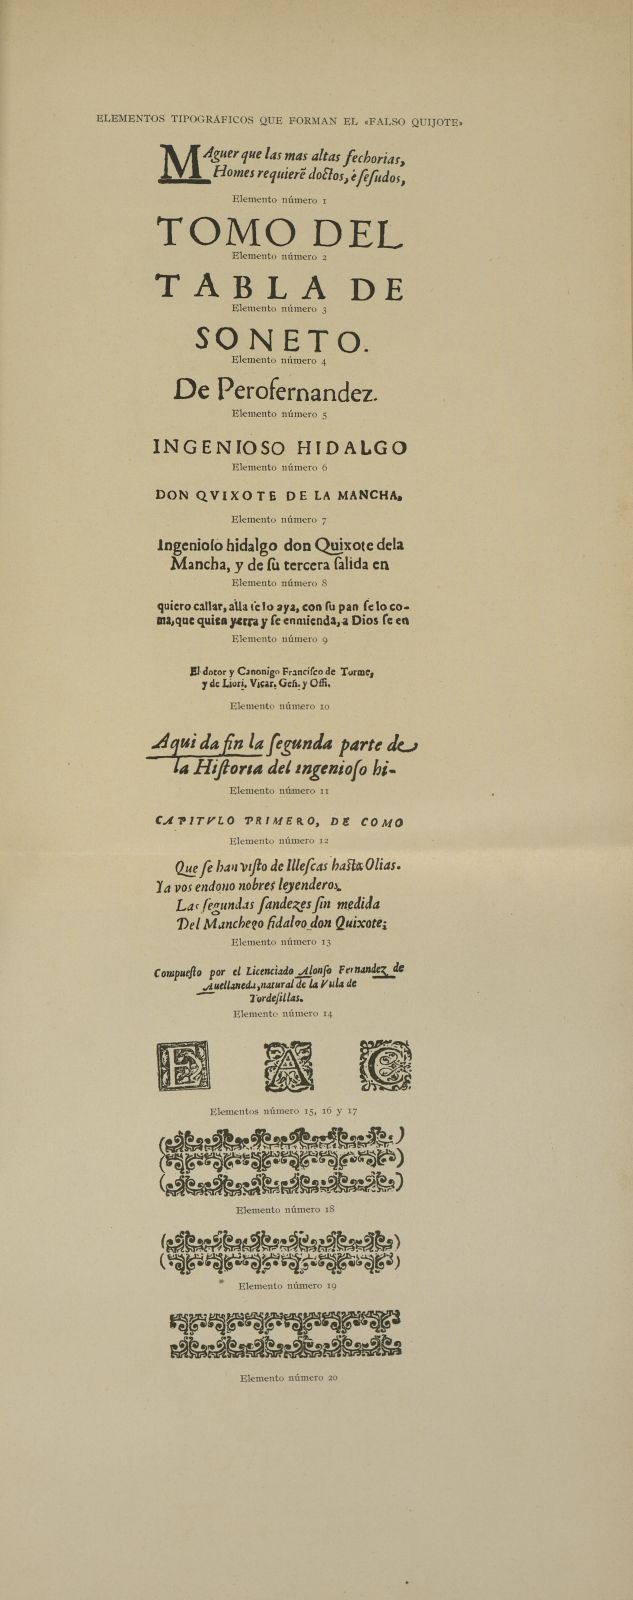 ELEMENTOS TIPOGRÁFICOS QUE FORMAN EL «FALSO QUIJOTE»
MAguer que las mas altas fechorias,
Homes requierẽ doctos, è ſeſudos,
Elemento número 1
TOMO DEL
Elemento número 2
TABLA DE
Elemento número 3
SONETO.
Elemento número 4
De Perofernandez.
Elemento número 5
INGENIOSO HIDALGO
Elemento número 6
DON QVIXOTE DE LA MANCHA,
Elemento número 7
Ingenioſo hidalgo don Quixote dela
Mancha, y de ſu tercera ſalida en
Elemento número 8
quiero callar, alla ſe lo aya, con ſu pan ſe lo co-
ma, que quien yerra y ſe enmienda, a Dios ſe en
Elemento número 9
El dotor y Canonigo Franciſco de Torme,
y de Liori, Vicar. Gen. y Offi.
Elemento número 10
Aqui da fin la ſegunda parte de
la Hiſtoria del ingenioſo hi-
Elemento número 11
CAPITVLO PRIMERO, DE COMO
Elemento número 12
Que ſe han viſto de Illeſcas haſta Olias.
Ya vos endono nobres leyenderos,
Las ſegundas ſandezes ſin medida
Del Manchego fidalgo don Quixote;
Elemento número 13
Compueſto por el Licenciado Alonſo Fernandez de
Auellaneda, natural de la Villa de
Tordeſillas.
Elemento número 14
E A C
Elementos número 15, 16 y 17
Elemento número 18
Elemento número 19
Elemento número 20